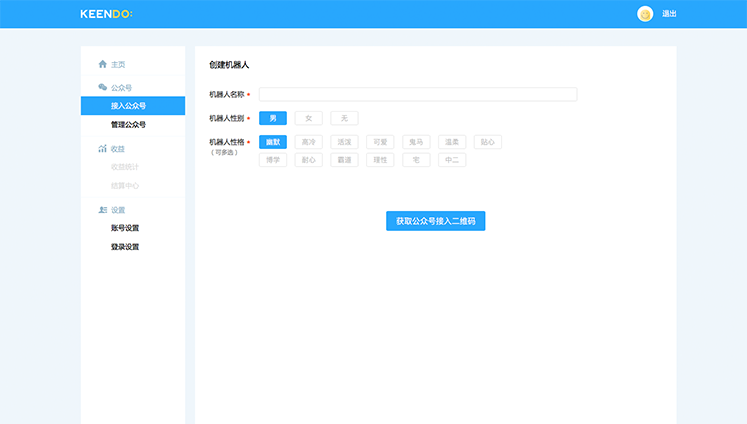 KEENDO:
退出
主页
公众号
接入公众号
管理公众号
收益
收益统计
结算中心
设置
账号设置
登录设置
创建机器人
机器人名称 *
机器人性别 * 男 女 无
机器人性格 * 幽默 高冷 活泼 可爱 鬼马 温柔 贴心
（可多选） 博学 耐心 霸道 理性 宅 中二
获取公众号接入二维码